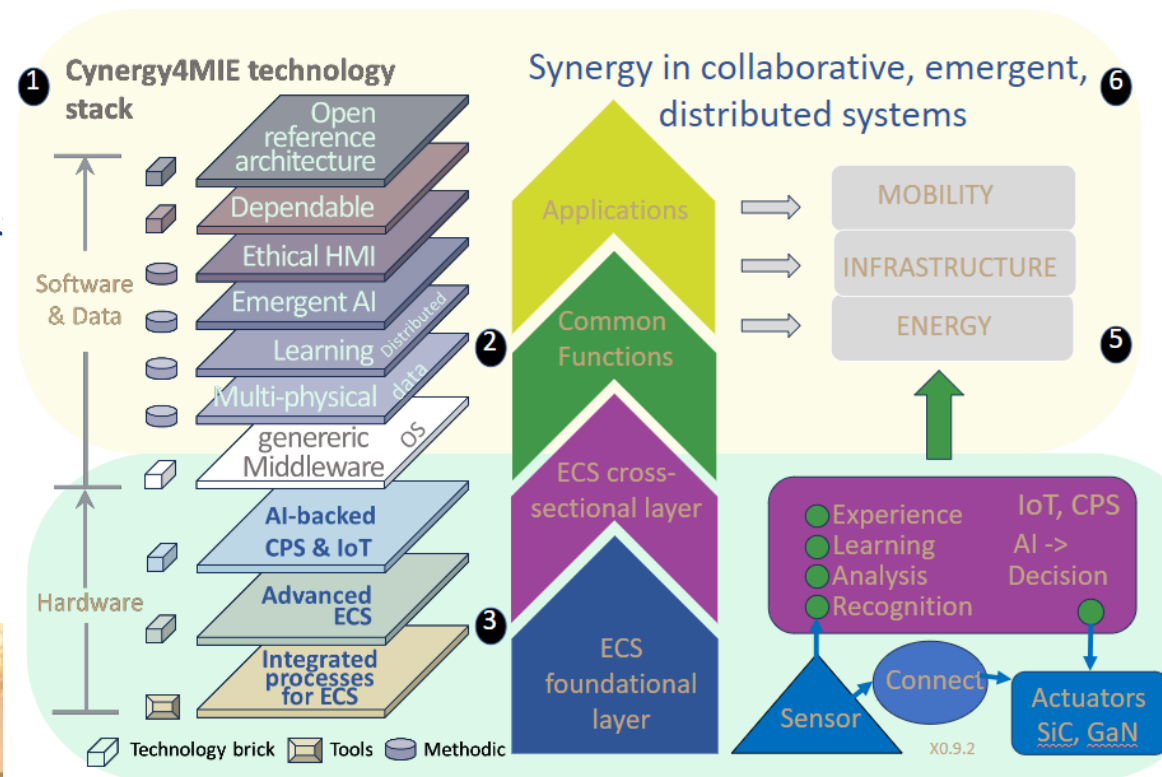 1
Cynergy4MIE technology
stack
Open
reference
architecture
Dependable
Ethical HMI
Emergent AI
Learning
Distributed
Multi-physical
data
genereric
Middleware
OS
AI-backed
CPS & IoT
Advanced
ECS
Integrated
processes
for ECS
Software
& Data
Hardware
2
3
Technology brick
Tools
Methodic
Synergy in collaborative, emergent,
distributed systems
6
Applications
Common
Functions
ECS cross-
sectional layer
ECS
foundational
layer
MOBILITY
INFRASTRUCTURE
ENERGY
5
Experience
Learning
Analysis
Recognition
IoT, CPS
AI ->
Decision
Sensor
Connect
Actuators
SiC, GaN
X0.9.2